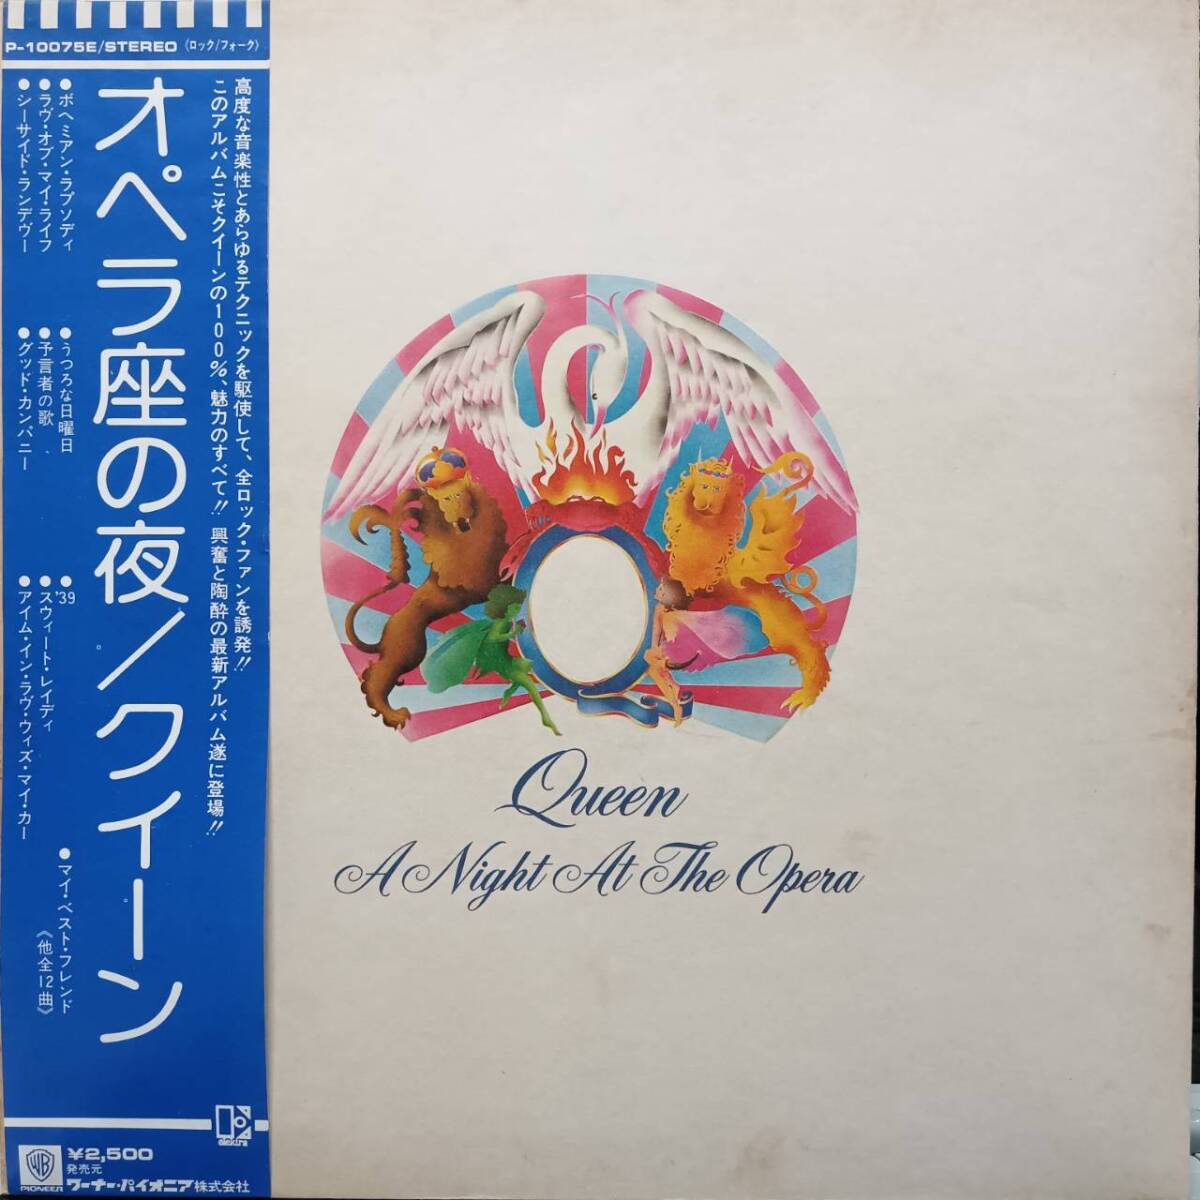 P-10075E/STEREO (ロック/フォーク)
高度な音楽性とあらゆるテクニックを駆使して、全ロック・ファンを誘発!!
このアルバムこそクイーンの100%、魅力のすべて!! 興奮と陶酔の最新アルバム遂に登場!!
オペラ座の夜/クイーン
●ボヘミアン・ラプソディ
●ラヴ・オブ・マイ・ライフ
●シーサイド・ランデヴー
●うつろな日曜日
●予言者の歌
●グッド・カンパニー
●'39
●スウィート・レイディ
●アイム・イン・ラヴ・ウィズ・マイ・カー
●マイ・ベスト・フレンド
《他全12曲》
elektra
WB
PIONEER
¥2,500
発売元
ワーナー・パイオニア株式会社
Queen
A Night At The Opera